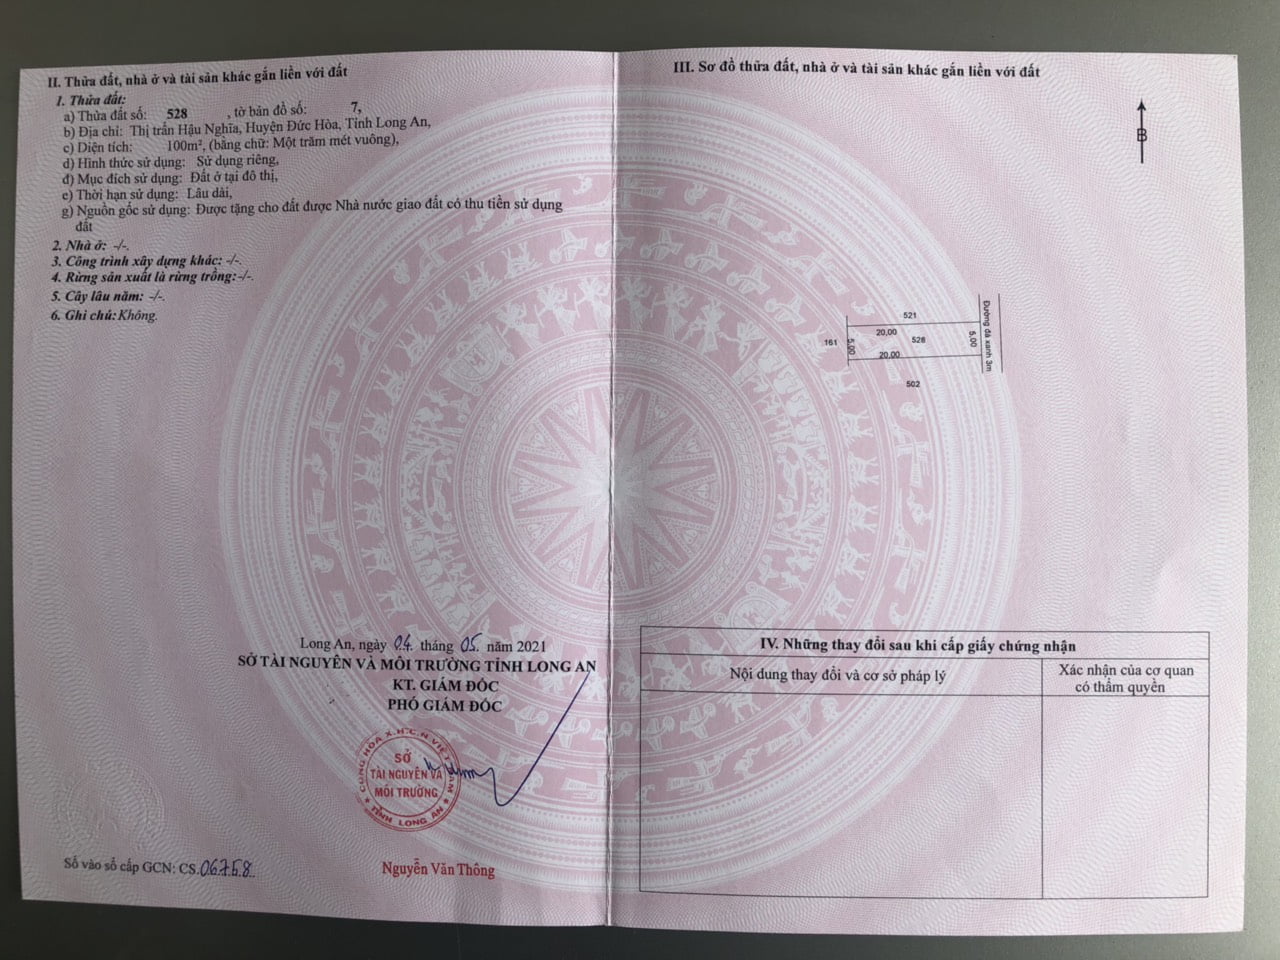 II. Thửa đất, nhà ở và tài sản khác gắn liền với đất
1. Thửa đất:
a) Thửa đất số: 528 , tờ bản đồ số: 7,
b) Địa chỉ: Thị trấn Hậu Nghĩa, Huyện Đức Hòa, Tỉnh Long An,
c) Diện tích: 100m², (bằng chữ: Một trăm mét vuông),
d) Hình thức sử dụng: Sử dụng riêng,
đ) Mục đích sử dụng: Đất ở tại đô thị,
e) Thời hạn sử dụng: Lâu dài,
g) Nguồn gốc sử dụng: Được tặng cho đất được Nhà nước giao đất có thu tiền sử dụng
đất
2. Nhà ở: -/-.
3. Công trình xây dựng khác: -/-.
4. Rừng sản xuất là rừng trồng: -/-.
5. Cây lâu năm: -/-.
6. Ghi chú: Không.
Long An, ngày 04 tháng 05 năm 2021
SỞ TÀI NGUYÊN VÀ MÔI TRƯỜNG TỈNH LONG AN
KT. GIÁM ĐỐC
PHÓ GIÁM ĐỐC
CỘNG HÒA X.H.C.N VIỆT NAM
SỞ
TÀI NGUYÊN VÀ
MÔI TRƯỜNG
★ TỈNH LONG AN ★
Nguyễn Văn Thông
Số vào sổ cấp GCN: CS.06758
III. Sơ đồ thửa đất, nhà ở và tài sản khác gắn liền với đất
B
521
20,00
528
161
5,00
20,00
5,00
Đường đá xanh 3m
502
IV. Những thay đổi sau khi cấp giấy chứng nhận
Nội dung thay đổi và cơ sở pháp lý
Xác nhận của cơ quan
có thẩm quyền